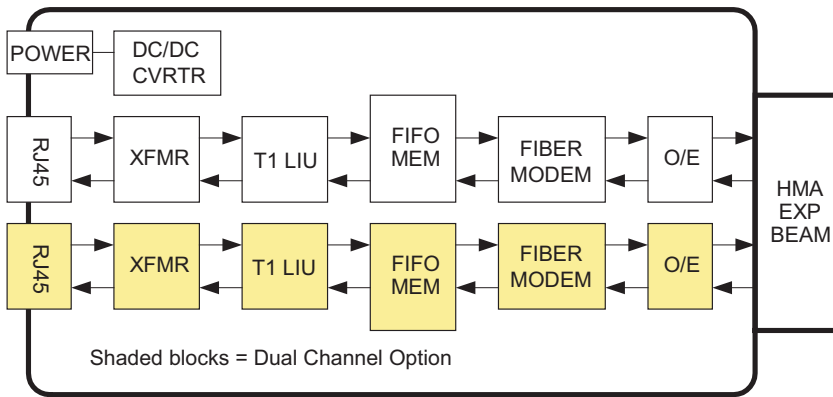 POWER
DC/DC
CVRTR
RJ45
XFMR
T1 LIU
FIFO
MEM
FIBER
MODEM
O/E
HMA
EXP
BEAM
RJ45
XFMR
T1 LIU
FIFO
MEM
FIBER
MODEM
O/E
Shaded blocks = Dual Channel Option